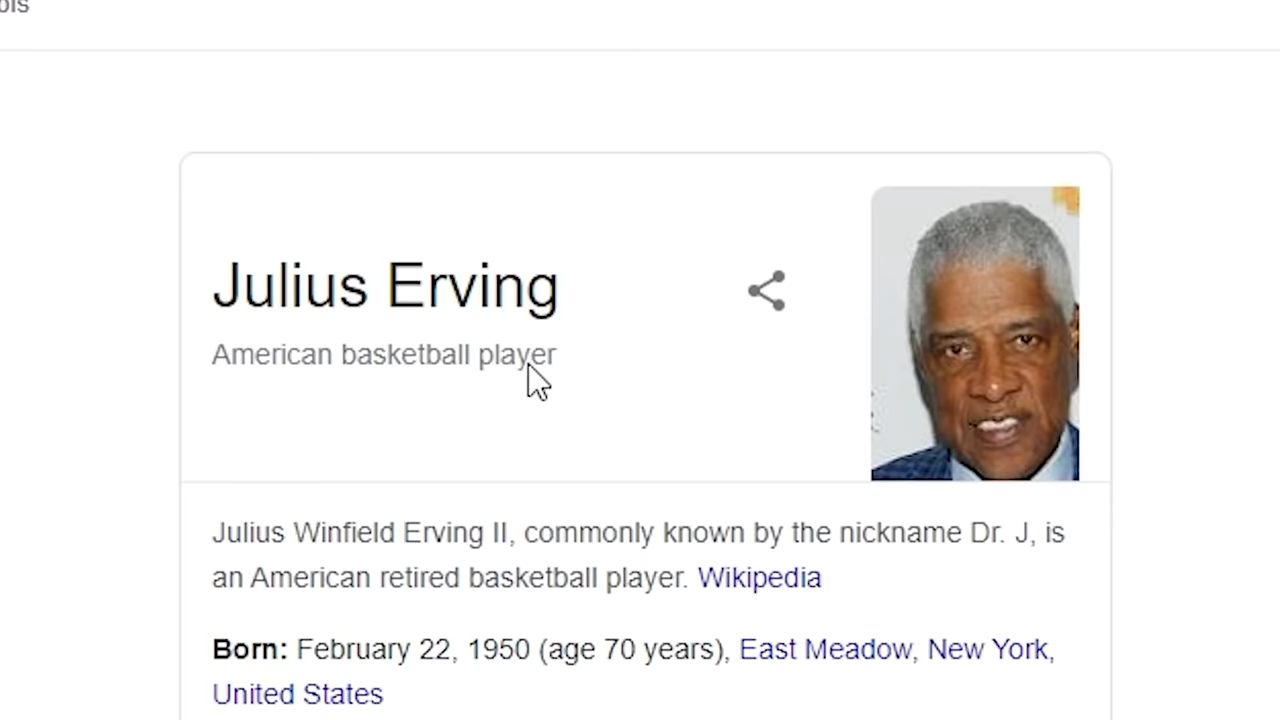 ols
Julius Erving
American basketball player
Julius Winfield Erving II, commonly known by the nickname Dr. J, is
an American retired basketball player. Wikipedia
Born: February 22, 1950 (age 70 years), East Meadow, New York,
United States